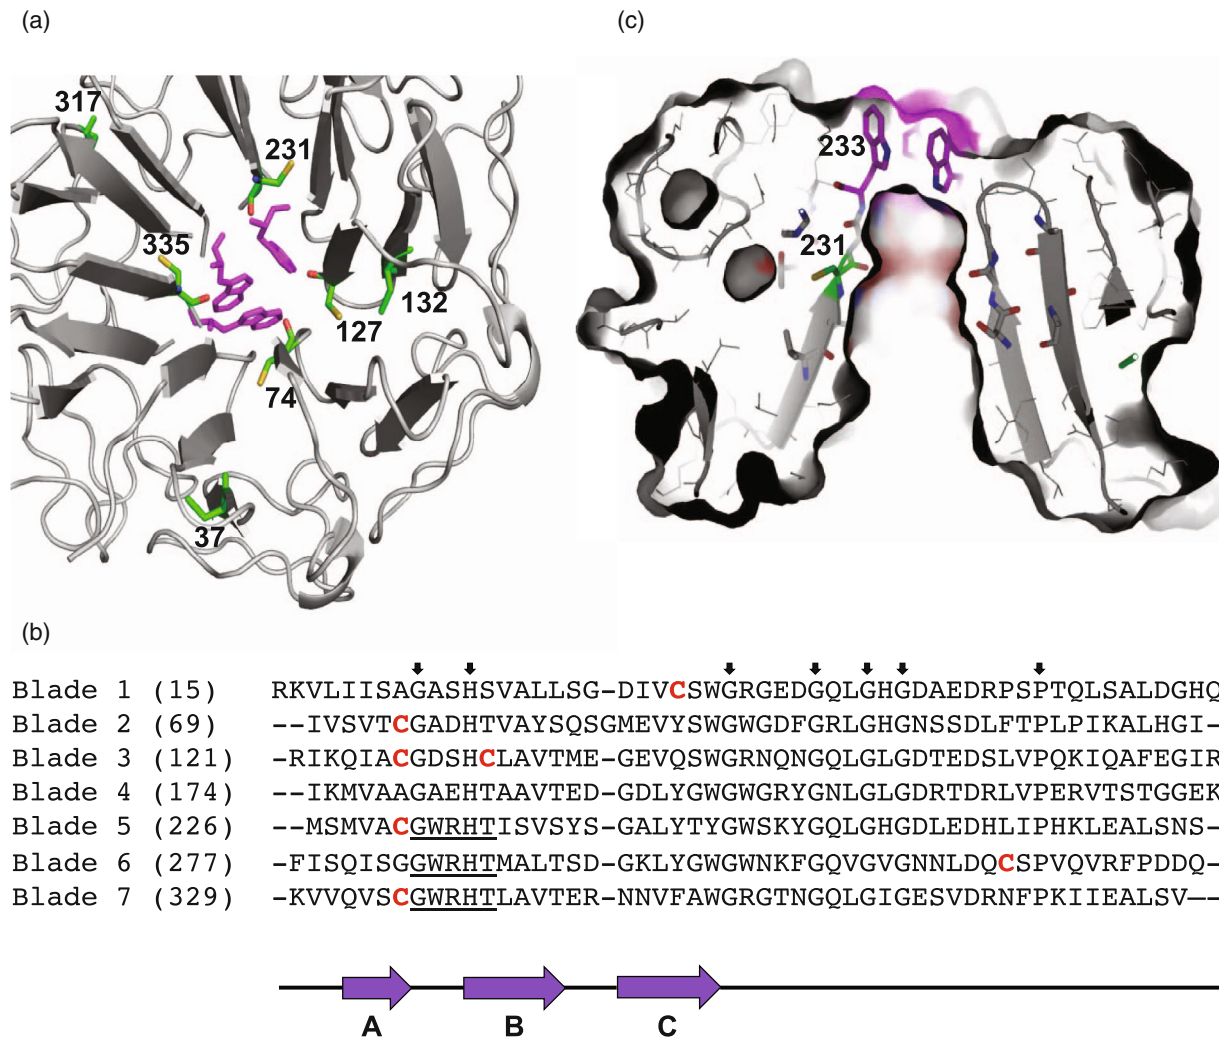 (a)
317
231
335
132
127
74
37
(c)
233
231
(b)
Blade 1 (15) RKVLIISAGASHSVALLSG-DIVCSWGRGEDGQLGHGDAEDRPSPTQLSALDGHQ
Blade 2 (69) --IVSVTCGADHTVAYSQSGMEVYSWGWGDFGRLGHGNSSDLFTPLPIKALHGI-
Blade 3 (121) -RIKQIACGDSHCLAVTMEG-EVQSWGRNQNGQLGLGDTEDSLVPQKIQAFEGIR
Blade 4 (174) --IKMVAAGAEHTAAVTED-GDLYGWGWGRYGNLGLGDRTDRLVPERVTSTGGEK
Blade 5 (226) --MSMVACGWRHTISVSYS-GALYTYGWSKYGQLGHGDLEDHLIPHKLEALSNS-
Blade 6 (277) -FISQISGGWRHTMALTSD-GKLYGWGWNKFGQVGVGNNLDQCSPVQVRFPDDQ-
Blade 7 (329) -KVVQVSCGWRHTLAVTER-NNVFAWGRGTNGQLGIGESVDRNFPKIIEALSV—-
A B C